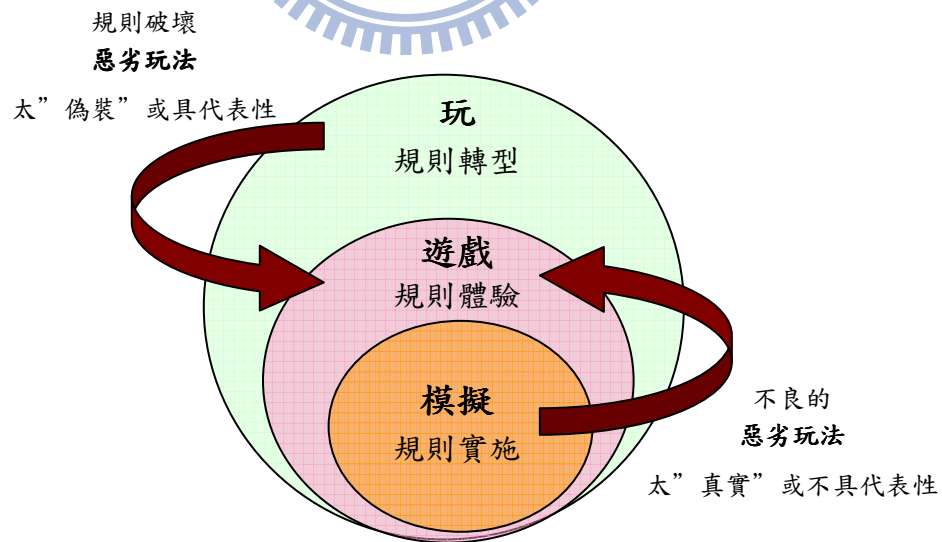 規則破壞
惡劣玩法
太”偽裝”或具代表性
玩
規則轉型
遊戲
規則體驗
模擬
規則實施
不良的
惡劣玩法
太”真實”或不具代表性